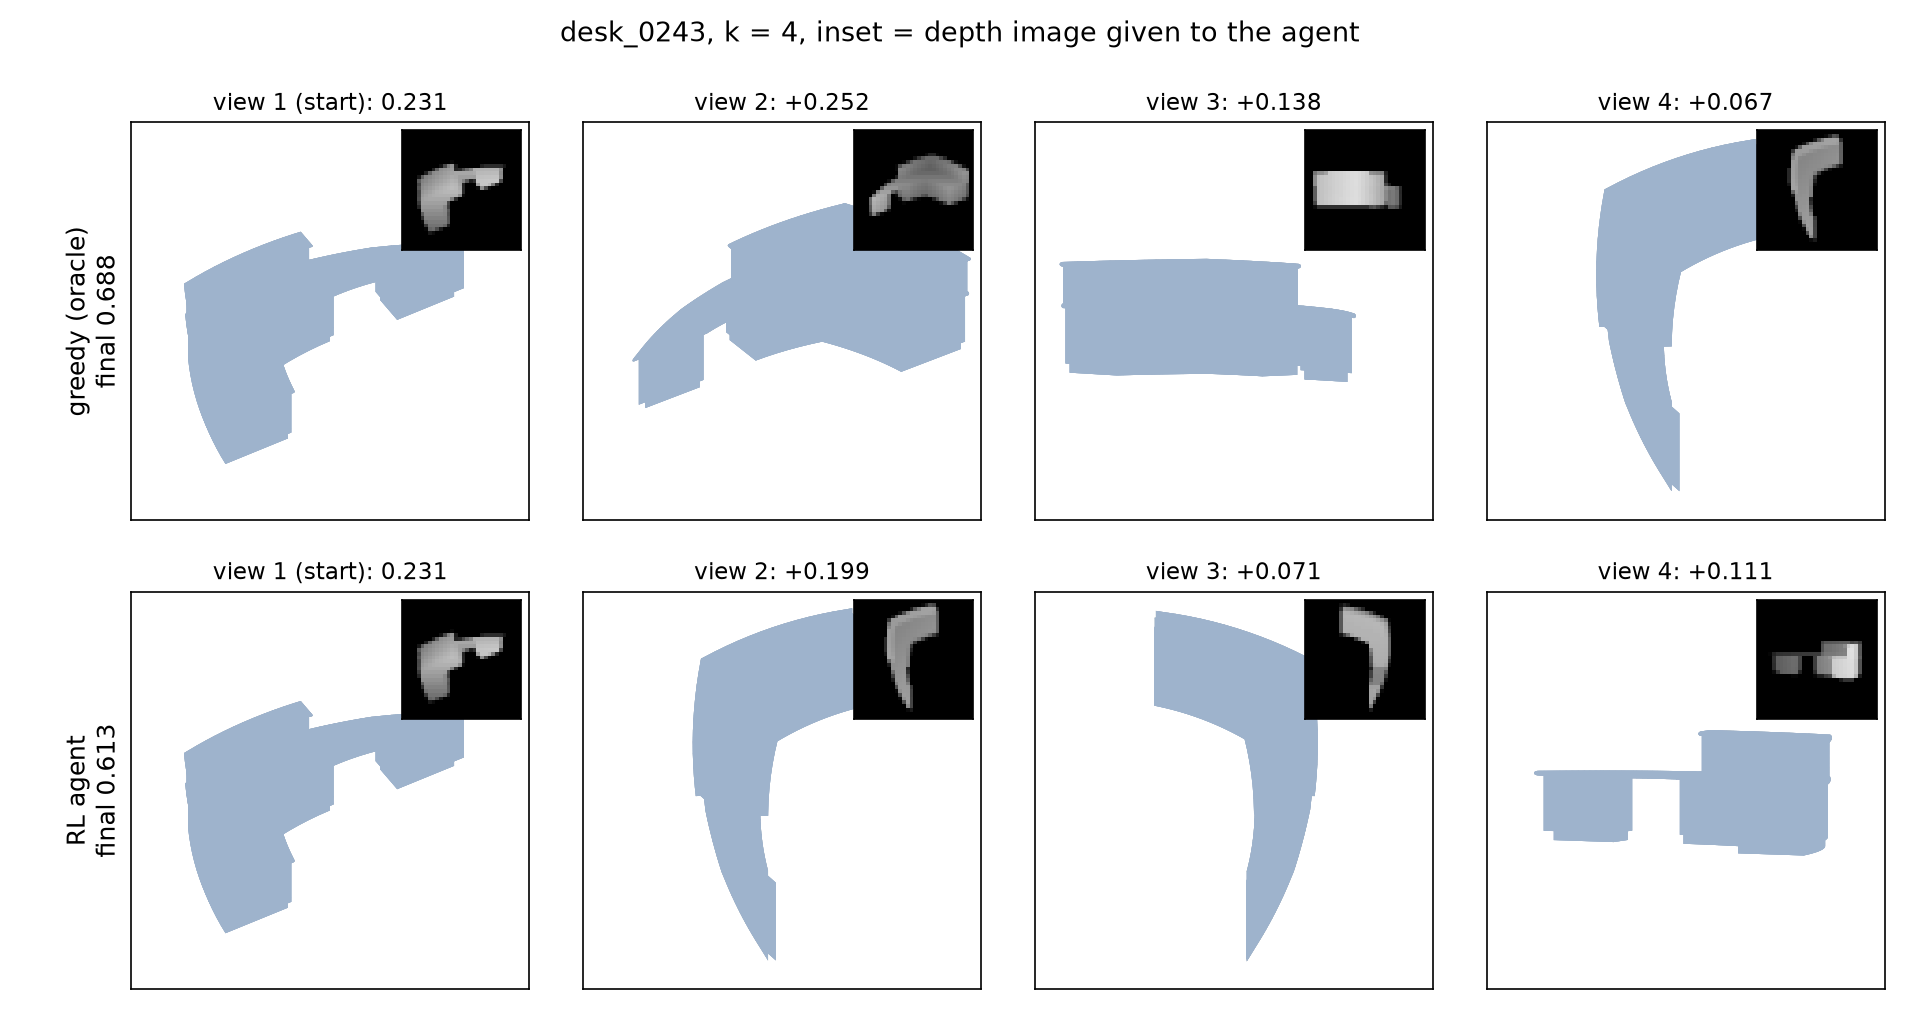 desk_0243, k = 4, inset = depth image given to the agent
view 1 (start): 0.231
view 2: +0.252
view 3: +0.138
view 4: +0.067
greedy (oracle)
final 0.688
view 1 (start): 0.231
view 2: +0.199
view 3: +0.071
view 4: +0.111
RL agent
final 0.613